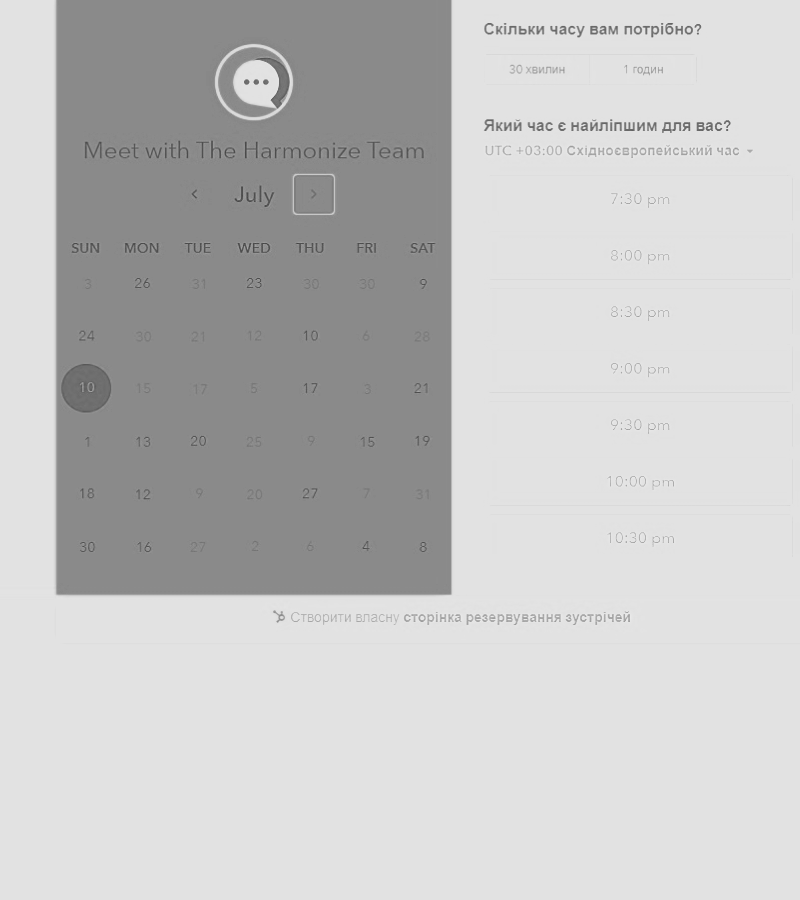 Meet with The Harmonize Team
July
SUN MON TUE WED THU FRI SAT
3 26 31 23 30 30 9
24 30 21 12 10 6 28
10 15 17 5 17 3 21
1 13 20 25 9 15 19
18 12 9 20 27 7 31
30 16 27 2 6 4 8
Скільки часу вам потрібно?
30 хвилин 1 годин
Який час є найліпшим для вас?
UTC +03:00 Східноєвропейський час
7:30 pm
8:00 pm
8:30 pm
9:00 pm
9:30 pm
10:00 pm
10:30 pm
Створити власну сторінка резервування зустрічей